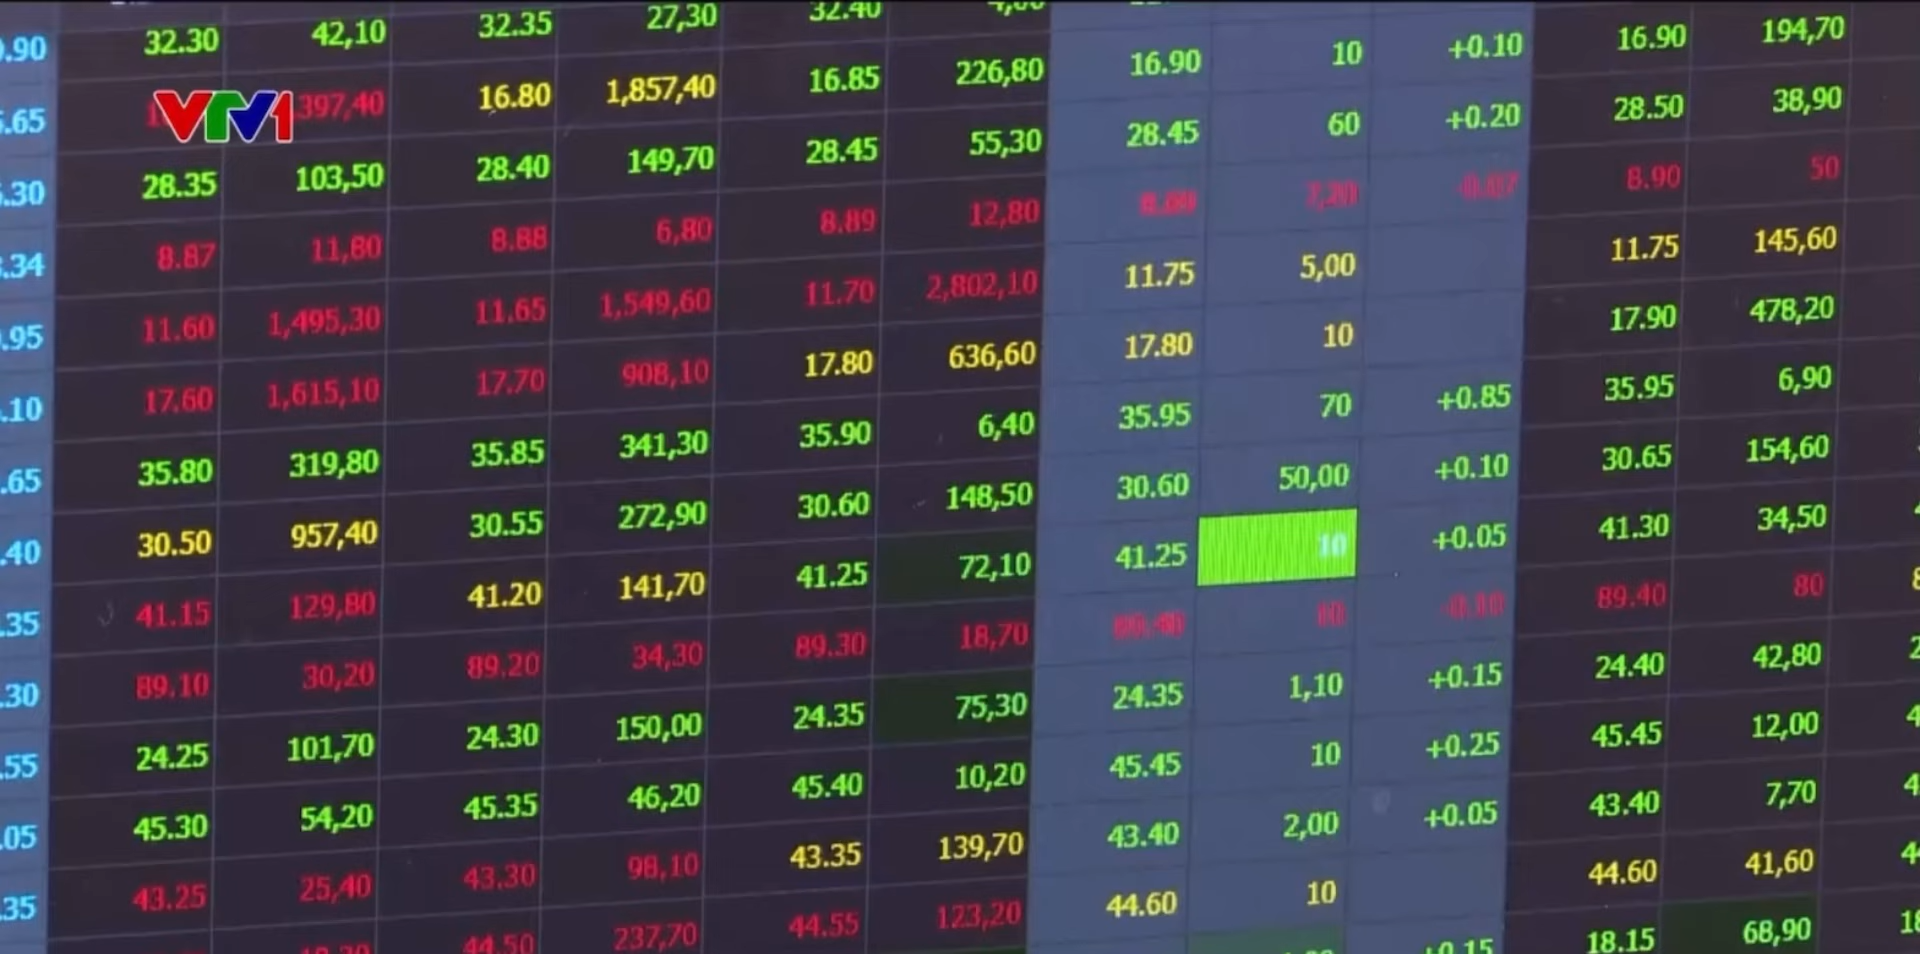 32.30 42,10 32.35 27,30 32.40
.90 16.80 1,857,40 16.85 226,80 16.90 10 +0.10 16.90 194,70
VTV1 397,40
.65 28.35 103,50 28.40 149,70 28.45 55,30 28.45 60 +0.20 28.50 38,90
.30 8.87 11,80 8.88 6,80 8.89 12,80 7,20 -0.07 8.90 50
.34 11.60 1,495,30 11.65 1,549,60 11.70 2,802,10 11.75 5,00 11.75 145,60
.95 17.60 1,615,10 17.70 908,10 17.80 636,60 17.80 10 17.90 478,20
.10 35.80 319,80 35.85 341,30 35.90 6,40 35.95 70 +0.85 35.95 6,90
.65 30.50 957,40 30.55 272,90 30.60 148,50 30.60 50,00 +0.10 30.65 154,60
.40 41.15 129,80 41.20 141,70 41.25 72,10 41.25 10 +0.05 41.30 34,50
.35 89.10 30,20 89.20 34,30 89.30 18,70 89.40 10 -0.10 89.40 80
.30 24.25 101,70 24.30 150,00 24.35 75,30 24.35 1,10 +0.15 24.40 42,80
.55 45.30 54,20 45.35 46,20 45.40 10,20 45.45 10 +0.25 45.45 12,00
.05 43.25 25,40 43.30 98,10 43.35 139,70 43.40 2,00 +0.05 43.40 7,70
.35 44.50 237,70 44.55 123,20 44.60 10 44.60 41,60
+0.15 18.15 68,90